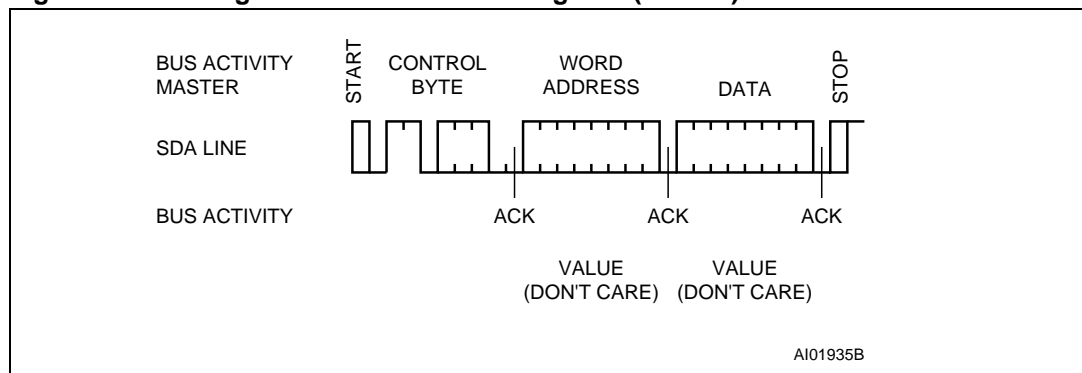 BUS ACTIVITY
MASTER
START
CONTROL
BYTE
WORD
ADDRESS
DATA
STOP
SDA LINE
BUS ACTIVITY
ACK
ACK
ACK
VALUE
(DON'T CARE)
VALUE
(DON'T CARE)
AI01935B